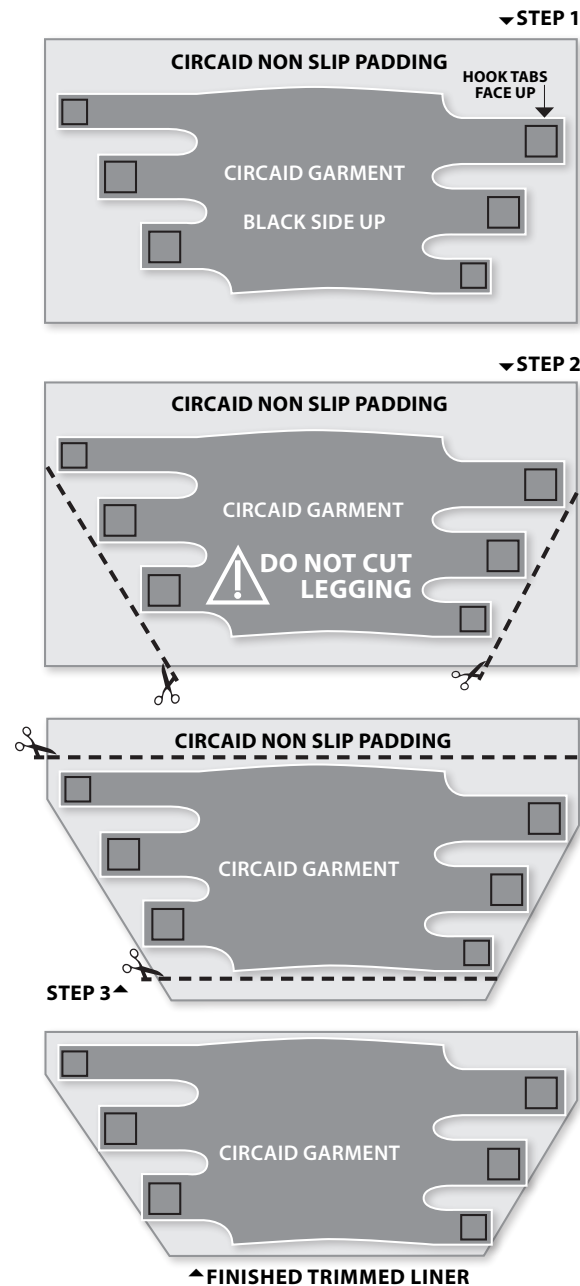 STEP 1
CIRCAID NON SLIP PADDING
HOOK TABS
FACE UP
CIRCAID GARMENT
BLACK SIDE UP
STEP 2
CIRCAID NON SLIP PADDING
CIRCAID GARMENT
DO NOT CUT
LEGGING
CIRCAID NON SLIP PADDING
CIRCAID GARMENT
STEP 3
CIRCAID GARMENT
FINISHED TRIMMED LINER